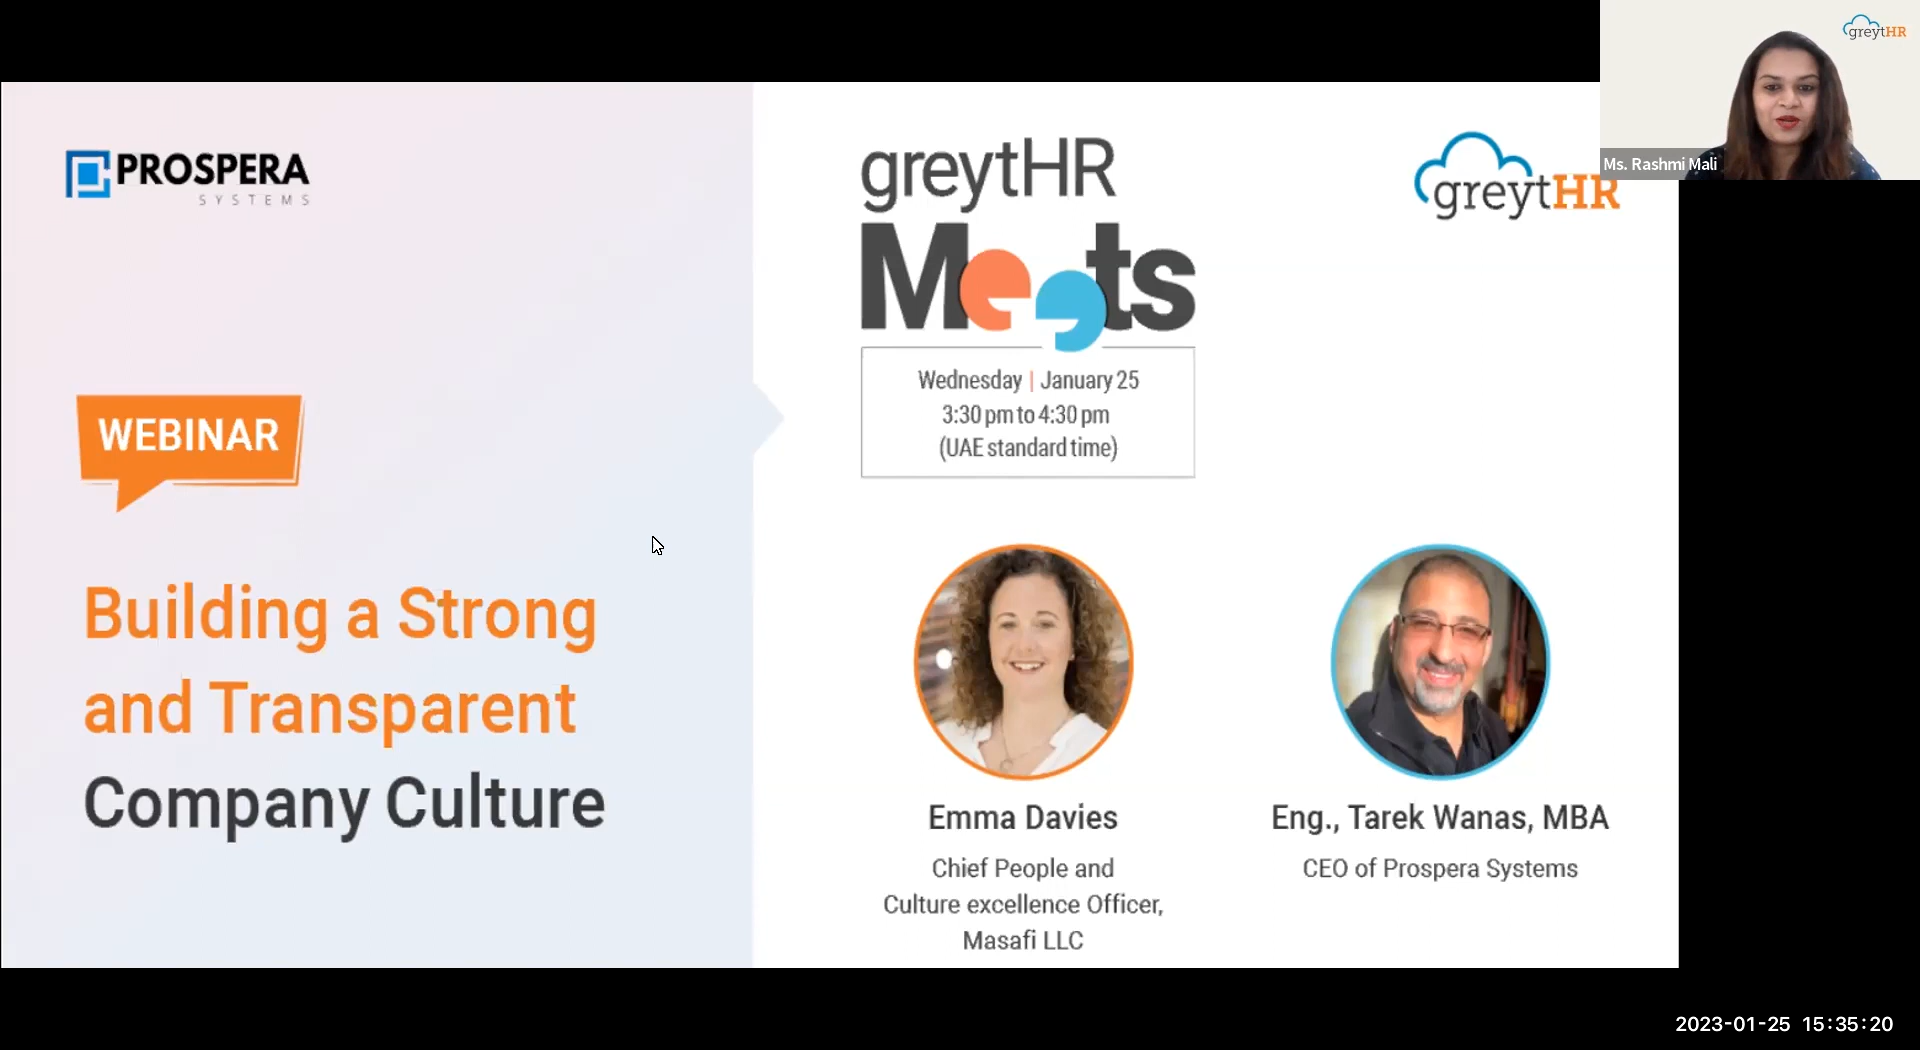 PROSPERA
SYSTEMS
WEBINAR
Building a Strong
and Transparent
Company Culture
greytHR
Meets
Wednesday | January 25
3:30 pm to 4:30 pm
(UAE standard time)
greytHR
Emma Davies
Chief People and
Culture excellence Officer,
Masafi LLC
Eng., Tarek Wanas, MBA
CEO of Prospera Systems
greytHR
Ms. Rashmi Mali
2023-01-25 15:35:20